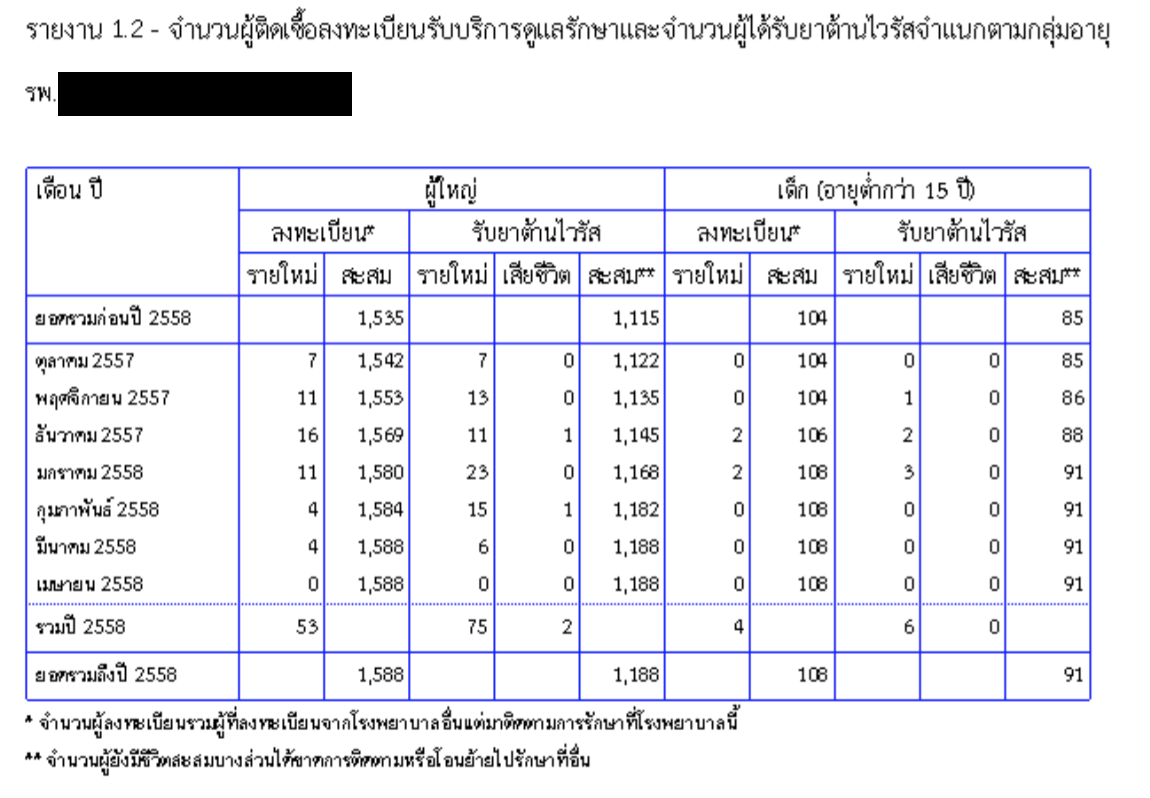 รายงาน 1.2 - จำนวนผู้ติดเชื้อลงทะเบียนรับบริการดูแลรักษาและจำนวนผู้ได้รับยาต้านไวรัสจำแนกตามกลุ่มอายุ
รพ.
เดือน ปี ผู้ใหญ่ เด็ก (อายุต่ำกว่า 15 ปี)
ลงทะเบียน* รับยาต้านไวรัส ลงทะเบียน* รับยาต้านไวรัส
รายใหม่ สะสม รายใหม่ เสียชีวิต สะสม** รายใหม่ สะสม รายใหม่ เสียชีวิต สะสม**
ยอดรวมก่อนปี 2558 1,535 1,115 104 85
ตุลาคม 2557 7 1,542 7 0 1,122 0 104 0 0 85
พฤศจิกายน 2557 11 1,553 13 0 1,135 0 104 1 0 86
ธันวาคม 2557 16 1,569 11 1 1,145 2 106 2 0 88
มกราคม 2558 11 1,580 23 0 1,168 2 108 3 0 91
กุมภาพันธ์ 2558 4 1,584 15 1 1,182 0 108 0 0 91
มีนาคม 2558 4 1,588 6 0 1,188 0 108 0 0 91
เมษายน 2558 0 1,588 0 0 1,188 0 108 0 0 91
รวมปี 2558 53 75 2 4 6 0
ยอดรวมถึงปี 2558 1,588 1,188 108 91
* จำนวนผู้ลงทะเบียนรวมผู้ที่ลงทะเบียนจากโรงพยาบาลอื่นแต่มาติดตามการรักษาที่โรงพยาบาลนี้
** จำนวนผู้ยังมีชีวิตสะสมบางส่วนได้ขาดการติดตามหรือโอนย้ายไปรักษาที่อื่น